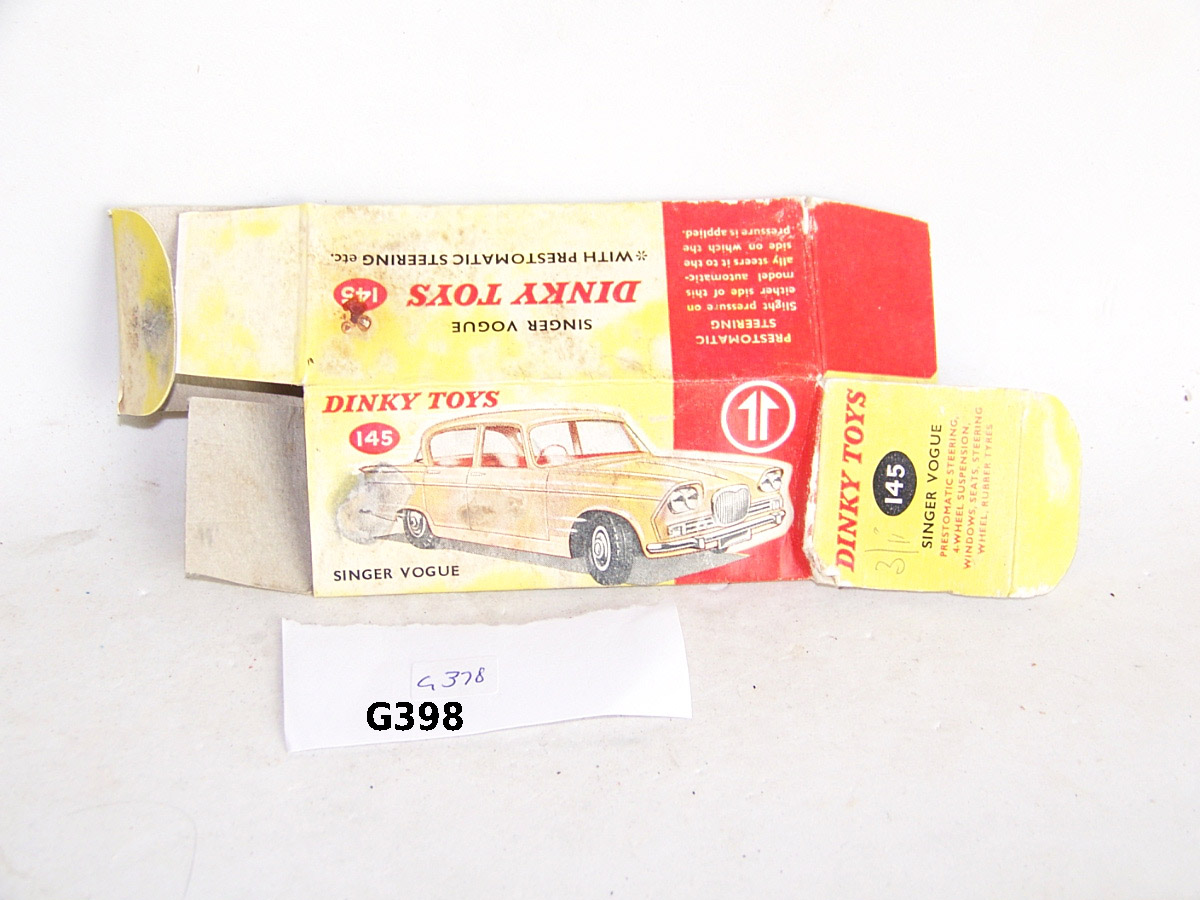 ✲WITH PRESTOMATIC STEERING etc.
DINKY TOYS 145
SINGER VOGUE
PRESTOMATIC
STEERING
Slight pressure on
either side of this
model automatic-
ally steers it to the
side on which the
pressure is applied.
DINKY TOYS
145
SINGER VOGUE
DINKY TOYS
145
SINGER VOGUE
PRESTOMATIC STEERING,
4-WHEEL SUSPENSION,
WINDOWS, SEATS, STEERING
WHEEL, RUBBER TYRES
G 378
G398